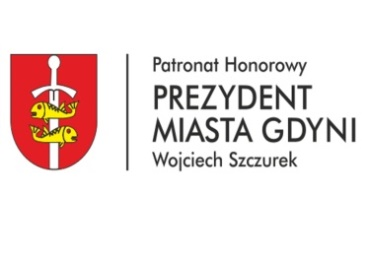 Patronat Honorowy
PREZYDENT
MIASTA GDYNI
Wojciech Szczurek